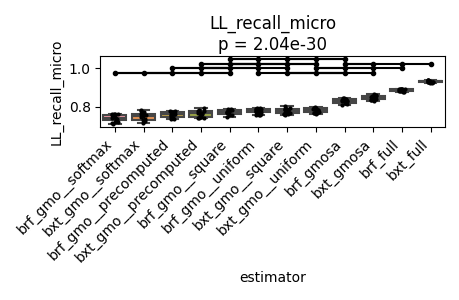 LL_recall_micro
p = 2.04e-30
LL_recall_micro
1.0
0.8
brf_gmo__softmax
bxt_gmo__softmax
brf_gmo__precomputed
bxt_gmo__precomputed
brf_gmo__square
brf_gmo__uniform
bxt_gmo__square
bxt_gmo__uniform
brf_gmosa
bxt_gmosa
brf_full
bxt_full
estimator